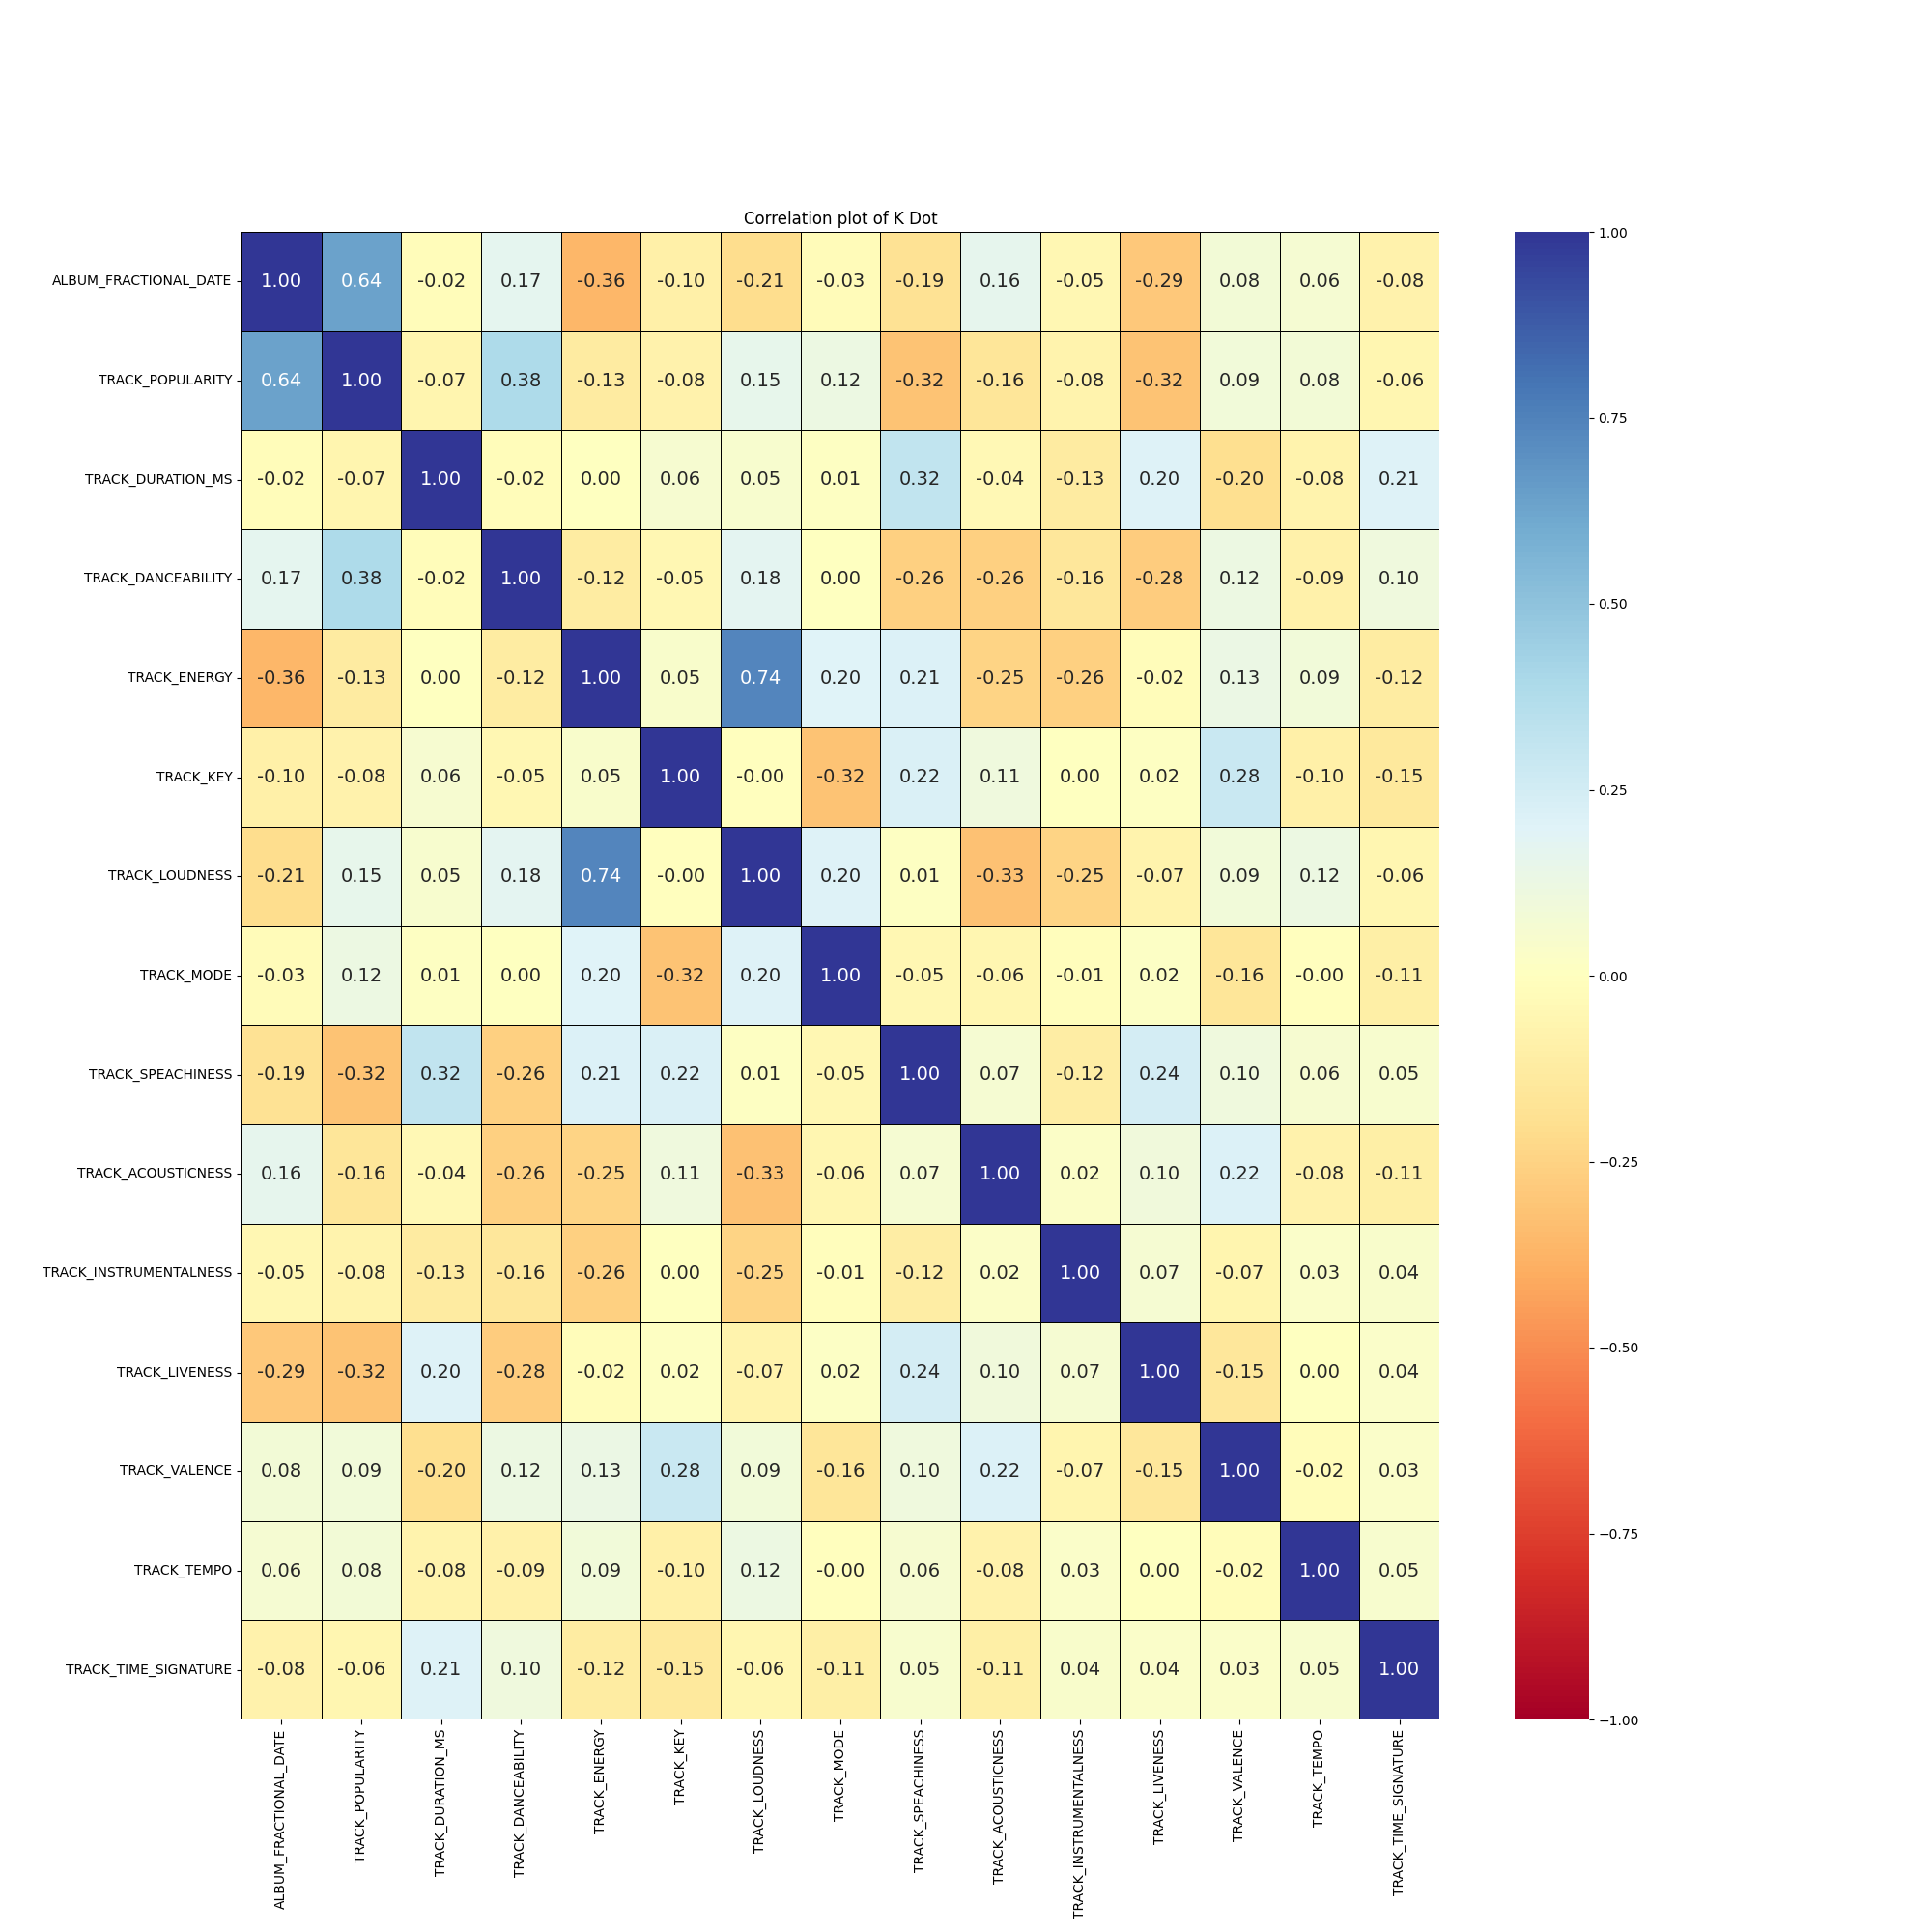 Correlation plot of K Dot
ALBUM_FRACTIONAL_DATE 1.00 0.64 -0.02 0.17 -0.36 -0.10 -0.21 -0.03 -0.19 0.16 -0.05 -0.29 0.08 0.06 -0.08
TRACK_POPULARITY 0.64 1.00 -0.07 0.38 -0.13 -0.08 0.15 0.12 -0.32 -0.16 -0.08 -0.32 0.09 0.08 -0.06
TRACK_DURATION_MS -0.02 -0.07 1.00 -0.02 0.00 0.06 0.05 0.01 0.32 -0.04 -0.13 0.20 -0.20 -0.08 0.21
TRACK_DANCEABILITY 0.17 0.38 -0.02 1.00 -0.12 -0.05 0.18 0.00 -0.26 -0.26 -0.16 -0.28 0.12 -0.09 0.10
TRACK_ENERGY -0.36 -0.13 0.00 -0.12 1.00 0.05 0.74 0.20 0.21 -0.25 -0.26 -0.02 0.13 0.09 -0.12
TRACK_KEY -0.10 -0.08 0.06 -0.05 0.05 1.00 -0.00 -0.32 0.22 0.11 0.00 0.02 0.28 -0.10 -0.15
TRACK_LOUDNESS -0.21 0.15 0.05 0.18 0.74 -0.00 1.00 0.20 0.01 -0.33 -0.25 -0.07 0.09 0.12 -0.06
TRACK_MODE -0.03 0.12 0.01 0.00 0.20 -0.32 0.20 1.00 -0.05 -0.06 -0.01 0.02 -0.16 -0.00 -0.11
TRACK_SPEACHINESS -0.19 -0.32 0.32 -0.26 0.21 0.22 0.01 -0.05 1.00 0.07 -0.12 0.24 0.10 0.06 0.05
TRACK_ACOUSTICNESS 0.16 -0.16 -0.04 -0.26 -0.25 0.11 -0.33 -0.06 0.07 1.00 0.02 0.10 0.22 -0.08 -0.11
TRACK_INSTRUMENTALNESS -0.05 -0.08 -0.13 -0.16 -0.26 0.00 -0.25 -0.01 -0.12 0.02 1.00 0.07 -0.07 0.03 0.04
TRACK_LIVENESS -0.29 -0.32 0.20 -0.28 -0.02 0.02 -0.07 0.02 0.24 0.10 0.07 1.00 -0.15 0.00 0.04
TRACK_VALENCE 0.08 0.09 -0.20 0.12 0.13 0.28 0.09 -0.16 0.10 0.22 -0.07 -0.15 1.00 -0.02 0.03
TRACK_TEMPO 0.06 0.08 -0.08 -0.09 0.09 -0.10 0.12 -0.00 0.06 -0.08 0.03 0.00 -0.02 1.00 0.05
TRACK_TIME_SIGNATURE -0.08 -0.06 0.21 0.10 -0.12 -0.15 -0.06 -0.11 0.05 -0.11 0.04 0.04 0.03 0.05 1.00
ALBUM_FRACTIONAL_DATE
TRACK_POPULARITY
TRACK_DURATION_MS
TRACK_DANCEABILITY
TRACK_ENERGY
TRACK_KEY
TRACK_LOUDNESS
TRACK_MODE
TRACK_SPEACHINESS
TRACK_ACOUSTICNESS
TRACK_INSTRUMENTALNESS
TRACK_LIVENESS
TRACK_VALENCE
TRACK_TEMPO
TRACK_TIME_SIGNATURE
1.00
0.75
0.50
0.25
0.00
−0.25
−0.50
−0.75
−1.00